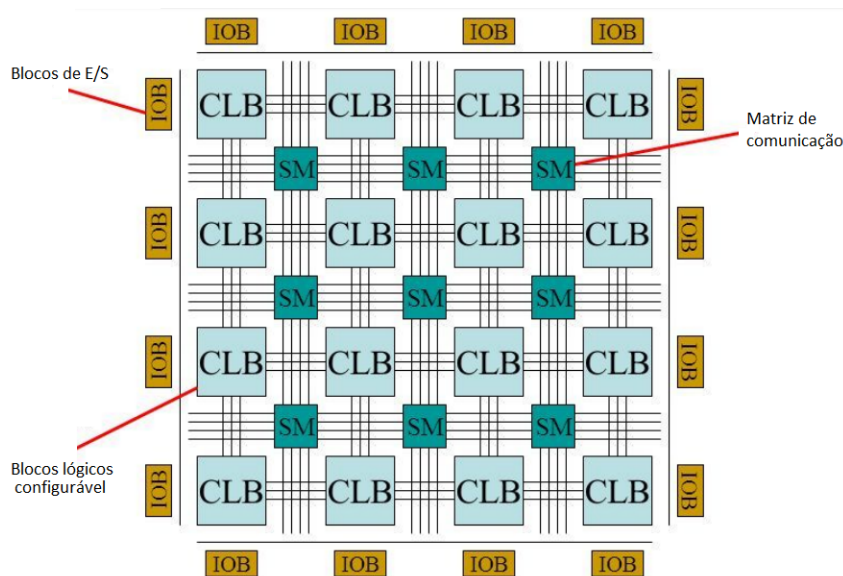 IOB IOB IOB IOB
Blocos de E/S
IOB CLB CLB CLB CLB IOB
Matriz de
comunicação
SM SM SM
IOB CLB CLB CLB CLB IOB
SM SM SM
IOB CLB CLB CLB CLB IOB
SM SM SM
Blocos lógicos
configurável
IOB CLB CLB CLB CLB IOB
IOB IOB IOB IOB